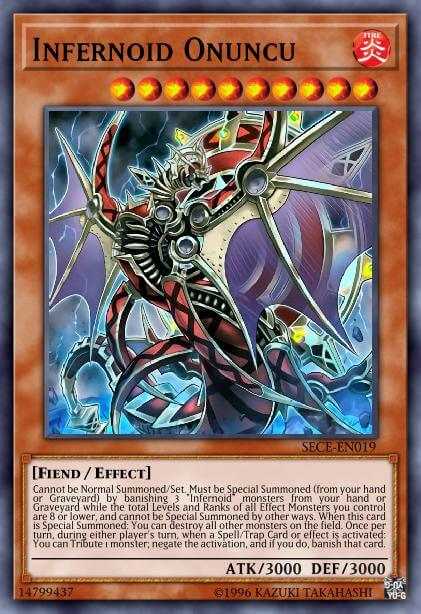 INFERNOID ONUNCU
FIRE
炎
SECE-EN019
[FIEND / EFFECT]
Cannot be Normal Summoned/Set. Must be Special Summoned (from your hand
or Graveyard) by banishing 3 "Infernoid" monsters from your hand or
Graveyard while the total Levels and Ranks of all Effect Monsters you control
are 8 or lower, and cannot be Special Summoned by other ways. When this card
is Special Summoned: You can destroy all other monsters on the field. Once per
turn, during either player's turn, when a Spell/Trap Card or effect is activated:
You can Tribute 1 monster; negate the activation, and if you do, banish that card.
ATK/3000 DEF/3000
14799437
©1996 KAZUKI TAKAHASHI